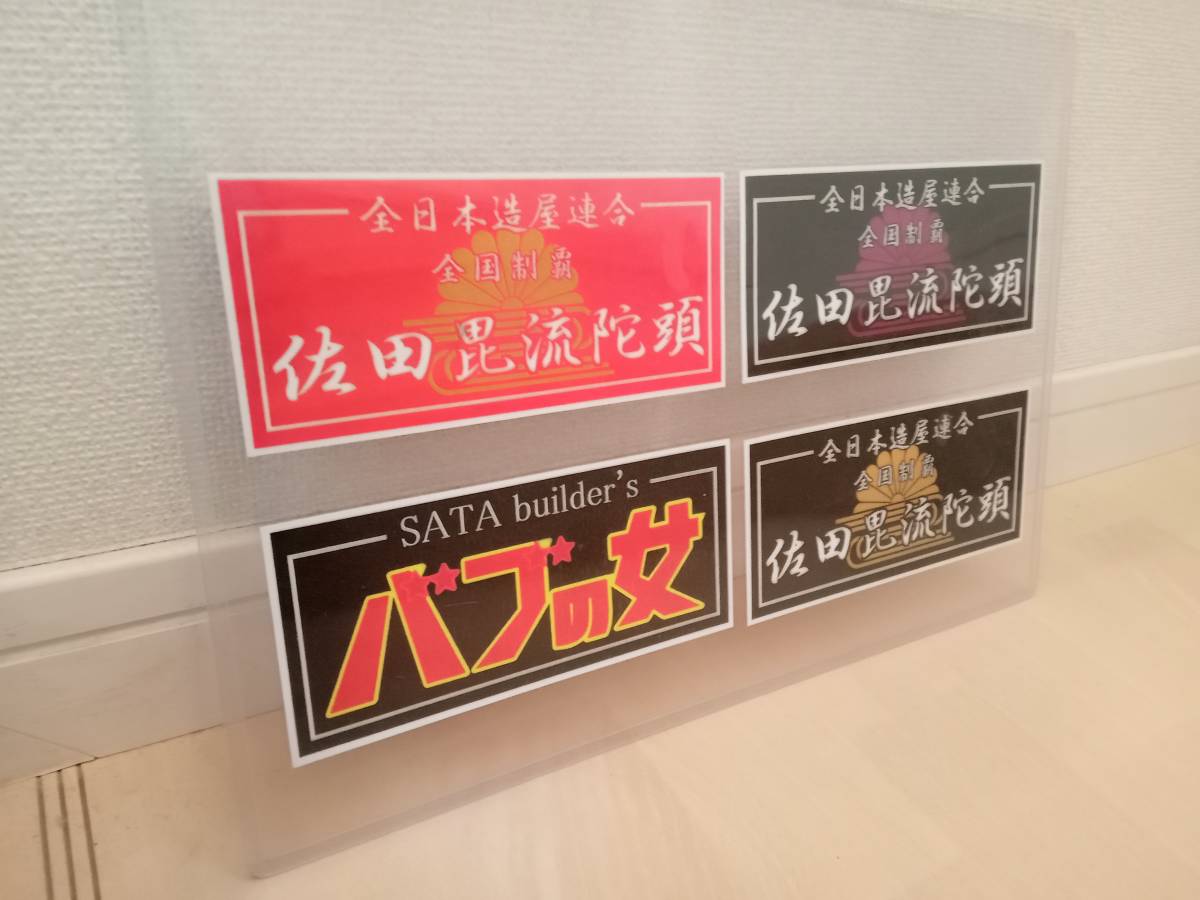 全日本造屋連合
全国制覇
佐田毘流陀頭
全日本造屋連合
全国制覇
佐田毘流陀頭
SATA builder's
バブの女
全日本造屋連合
全国制覇
佐田毘流陀頭